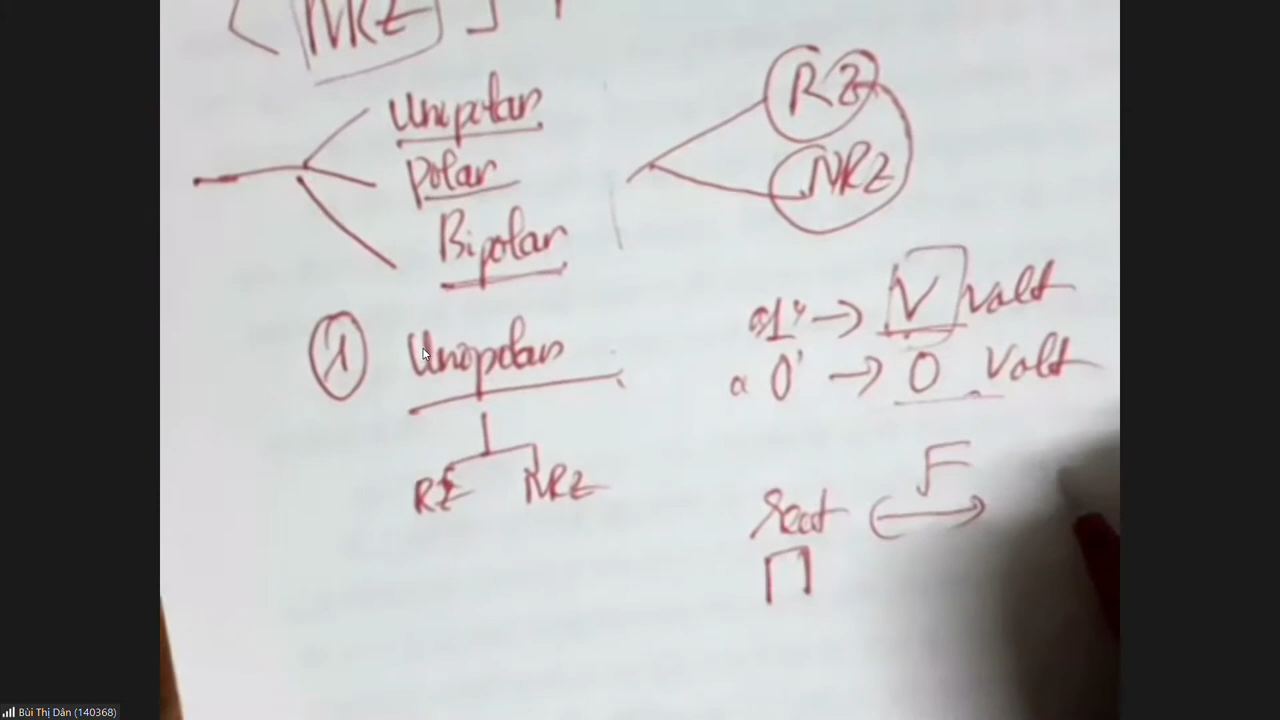 NRZ
Unipolar
Polar
Bipolar
RZ
NRZ
① Unipolar
RZ NRZ
"1" → V Volt
"0" → 0 Volt
rect ↔ F
Bùi Thị Dân (140368)